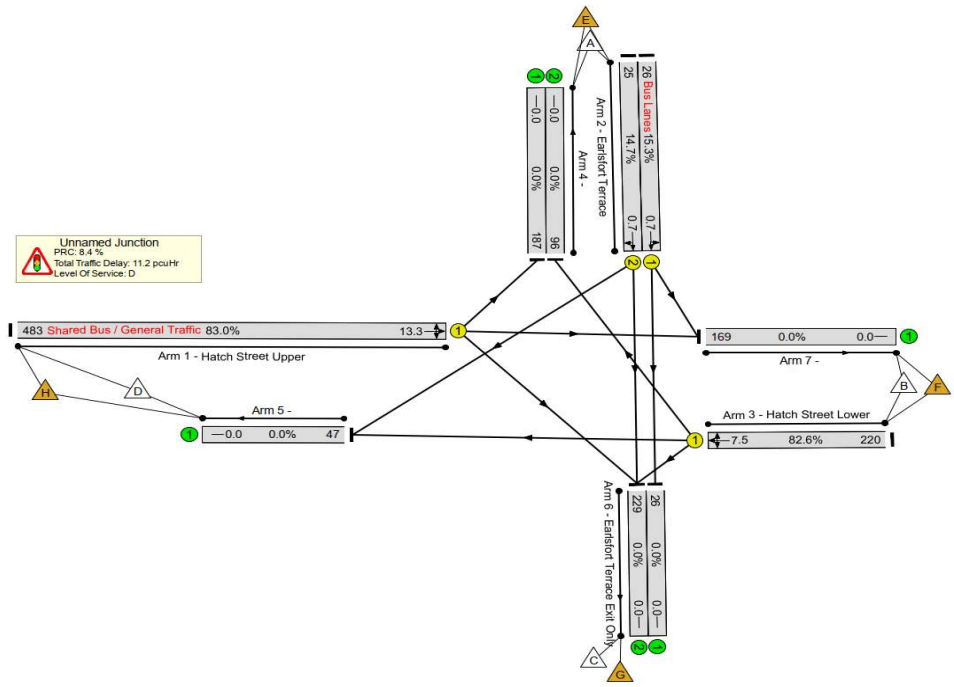 E
A
1
2
—0.0
—0.0
0.0%
0.0%
187
96
Arm 4 -
Arm 2 - Earlsfort Terrace
25
14.7%
0.7
26 Bus Lanes 15.3%
0.7
2
1
Unnamed Junction
PRC: 8.4 %
Total Traffic Delay: 11.2 pcuHr
Level Of Service: D
483 Shared Bus / General Traffic 83.0% 13.3
1
Arm 1 - Hatch Street Upper
H
D
Arm 5 -
1
—0.0 0.0% 47
169 0.0% 0.0—
1
Arm 7 -
B
F
Arm 3 - Hatch Street Lower
1
7.5 82.6% 220
Arm 6 - Earlsfort Terrace Exit Only
229
0.0%
0.0—
26
0.0%
0.0—
2
1
C
G